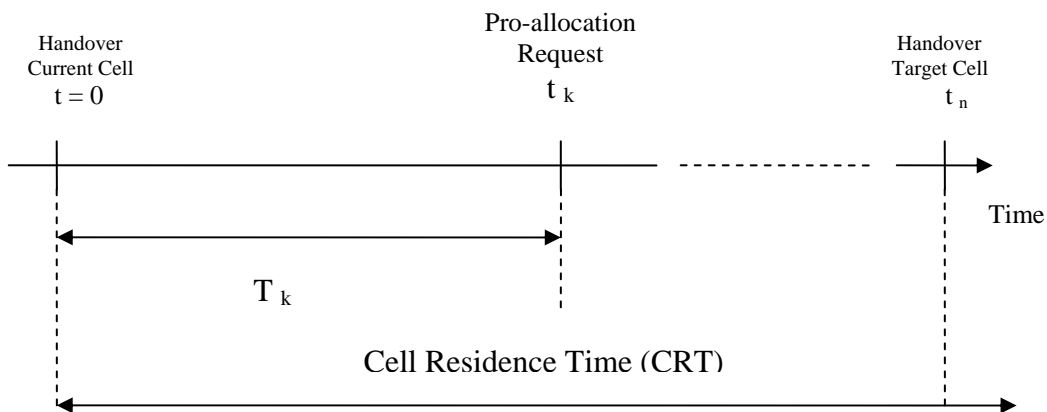 Handover
Current Cell
t = 0
Pro-allocation
Request
t k
Handover
Target Cell
t n
Time
T k
Cell Residence Time (CRT)